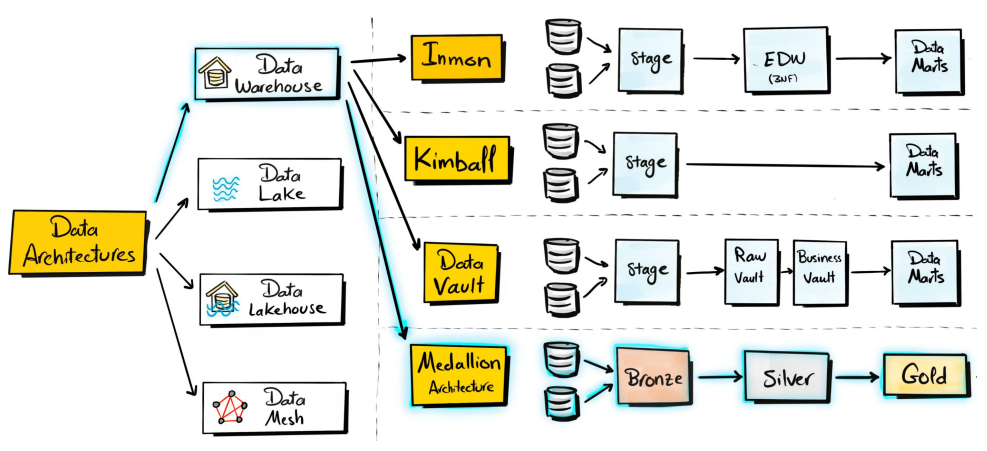 Data
Architectures
Data
Warehouse
Data
Lake
Data
Lakehouse
Data
Mesh
Inmon
Stage
EDW
(3NF)
Data
Marts
Kimball
Stage
Data
Marts
Data
Vault
Stage
Raw
Vault
Business
Vault
Data
Marts
Medallion
Architecture
Bronze
Silver
Gold